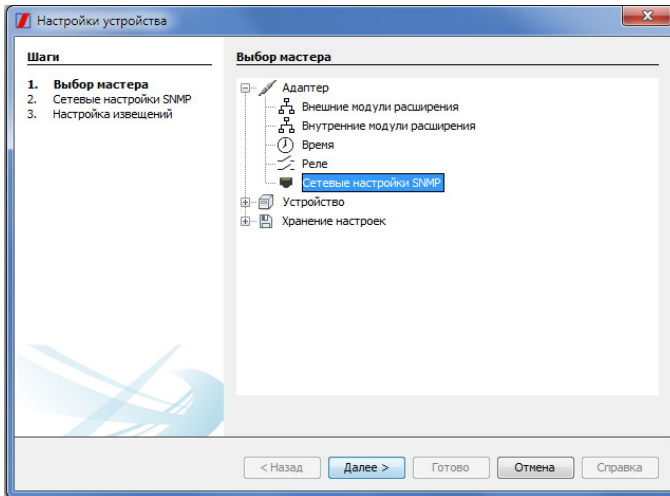 Настройки устройства
Шаги
1. Выбор мастера
2. Сетевые настройки SNMP
3. Настройка извещений
Выбор мастера
Адаптер
Внешние модули расширения
Внутренние модули расширения
Время
Реле
Сетевые настройки SNMP
Устройство
Хранение настроек
< Назад
Далее >
Готово
Отмена
Справка